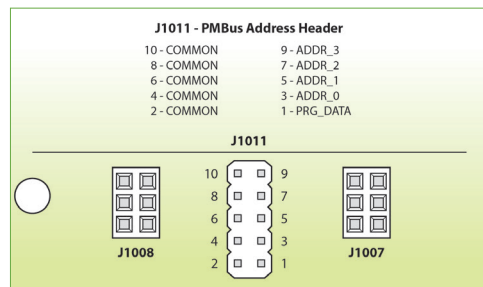 J1011 - PMBus Address Header
10 - COMMON 9 - ADDR_3
8 - COMMON 7 - ADDR_2
6 - COMMON 5 - ADDR_1
4 - COMMON 3 - ADDR_0
2 - COMMON 1 - PRG_DATA
J1011
10 9
8 7
6 5
4 3
2 1
J1008 J1007